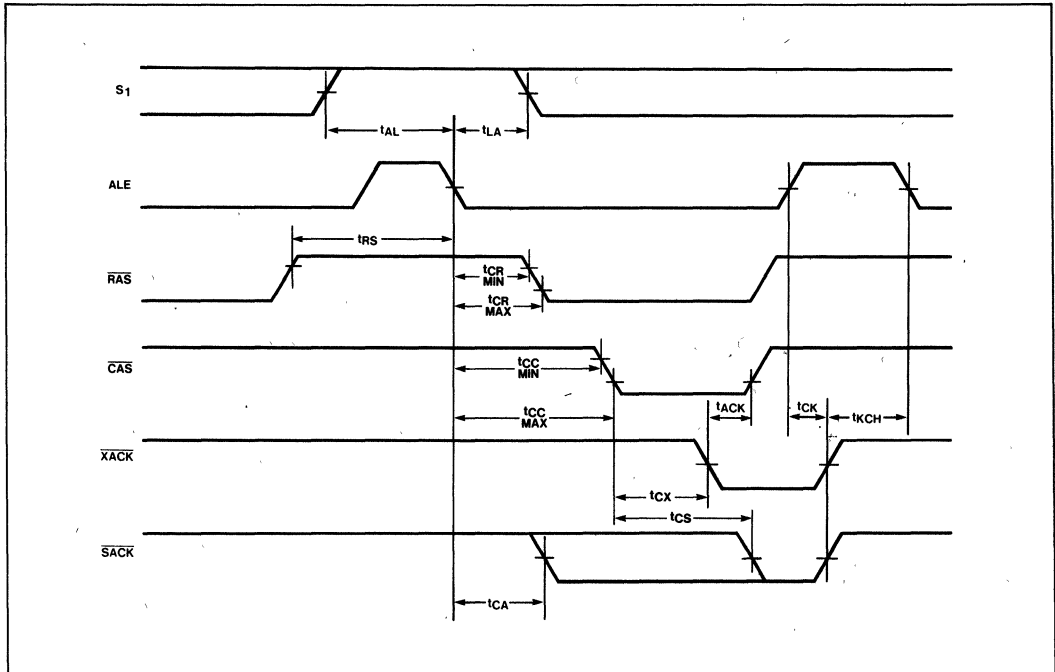 S1
tAL
tLA
ALE
tRS
RAS
tCR
MIN
tCR
MAX
CAS
tCC
MIN
tCC
MAX
tACK
tCK
tKCH
XACK
tCX
tCS
SACK
tCA